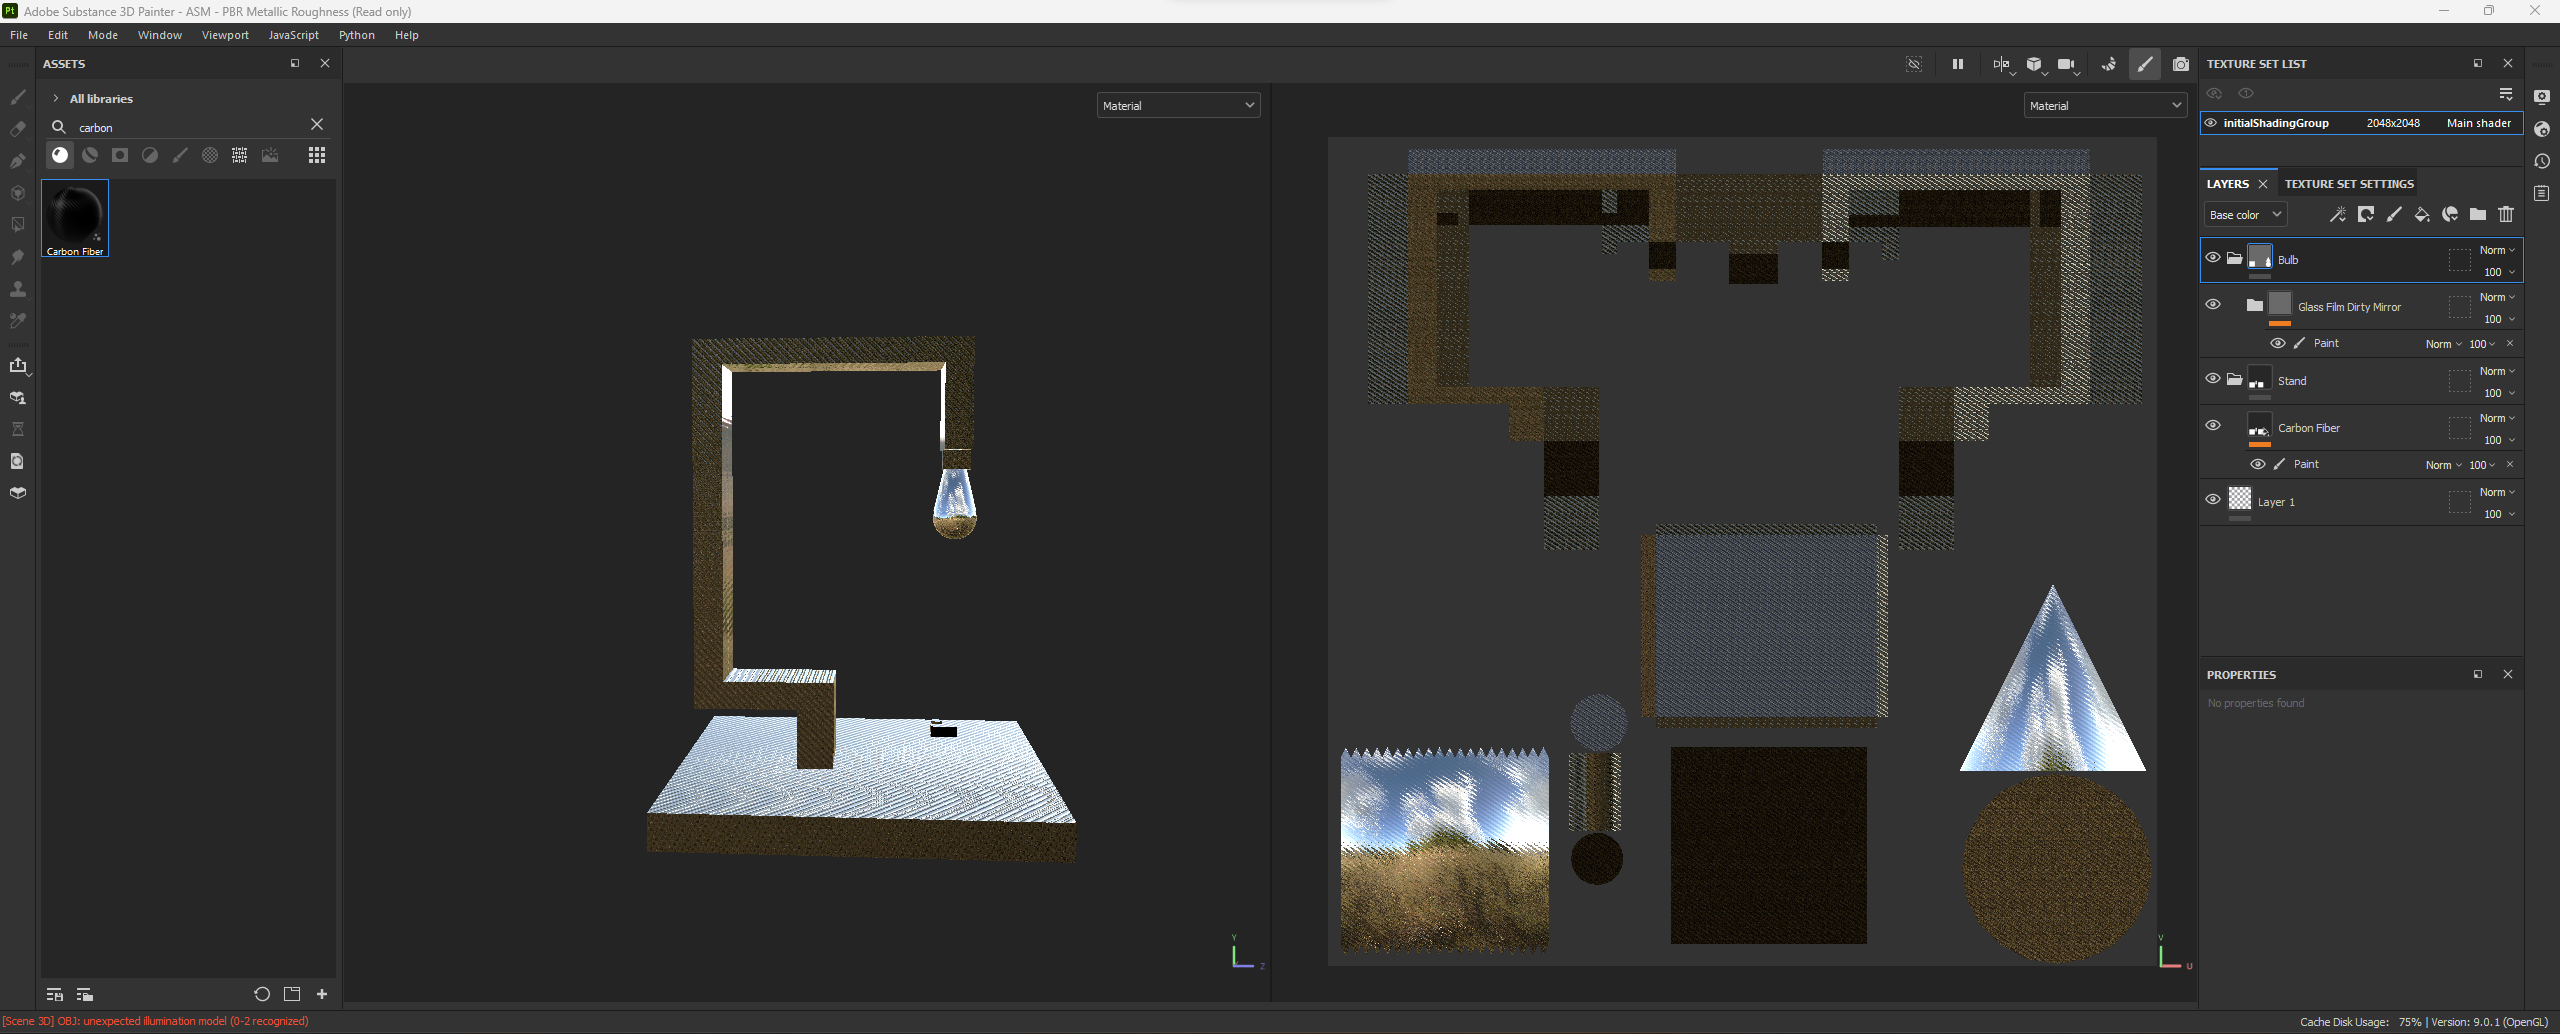 Pt Adobe Substance 3D Painter - ASM - PBR Metallic Roughness (Read only)
File Edit Mode Window Viewport JavaScript Python Help
ASSETS
All libraries
carbon
Carbon Fiber
Material
Y
Z
Material
V
U
TEXTURE SET LIST
initialShadingGroup 2048x2048 Main shader
LAYERS TEXTURE SET SETTINGS
Base color
Bulb Norm
100
Glass Film Dirty Mirror Norm
100
Paint Norm 100
Stand Norm
100
Carbon Fiber Norm
100
Paint Norm 100
Layer 1 Norm
100
PROPERTIES
No properties found
[Scene 3D] OBJ: unexpected illumination model (0-2 recognized)
Cache Disk Usage: 75% | Version: 9.0.1 (OpenGL)